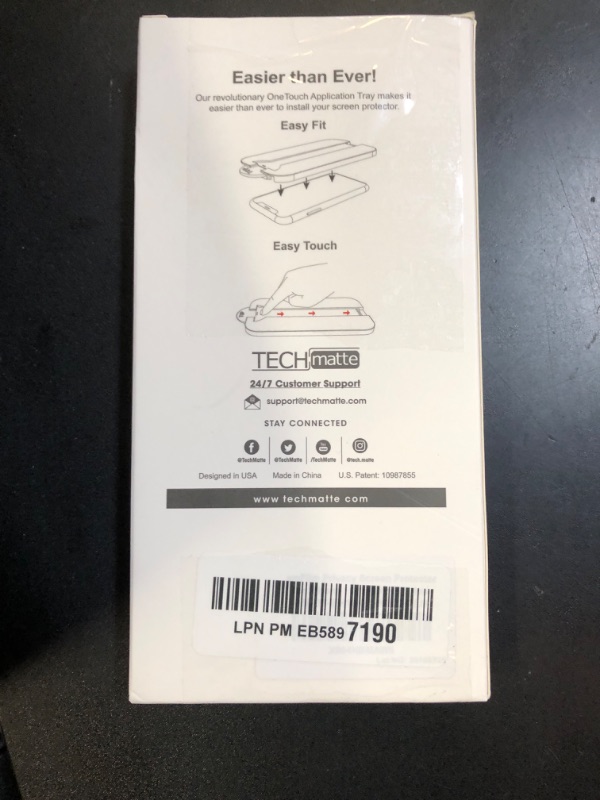 Easier than Ever!
Our revolutionary OneTouch Application Tray makes it
easier than ever to install your screen protector.
Easy Fit
Easy Touch
TECH matte
24/7 Customer Support
support@techmatte.com
STAY CONNECTED
@TechMatte @TechMatte /TechMatte @tech.matte
Designed in USA Made in China U.S. Patent: 10987855
www techmatte com
LPN PM EB589 7190